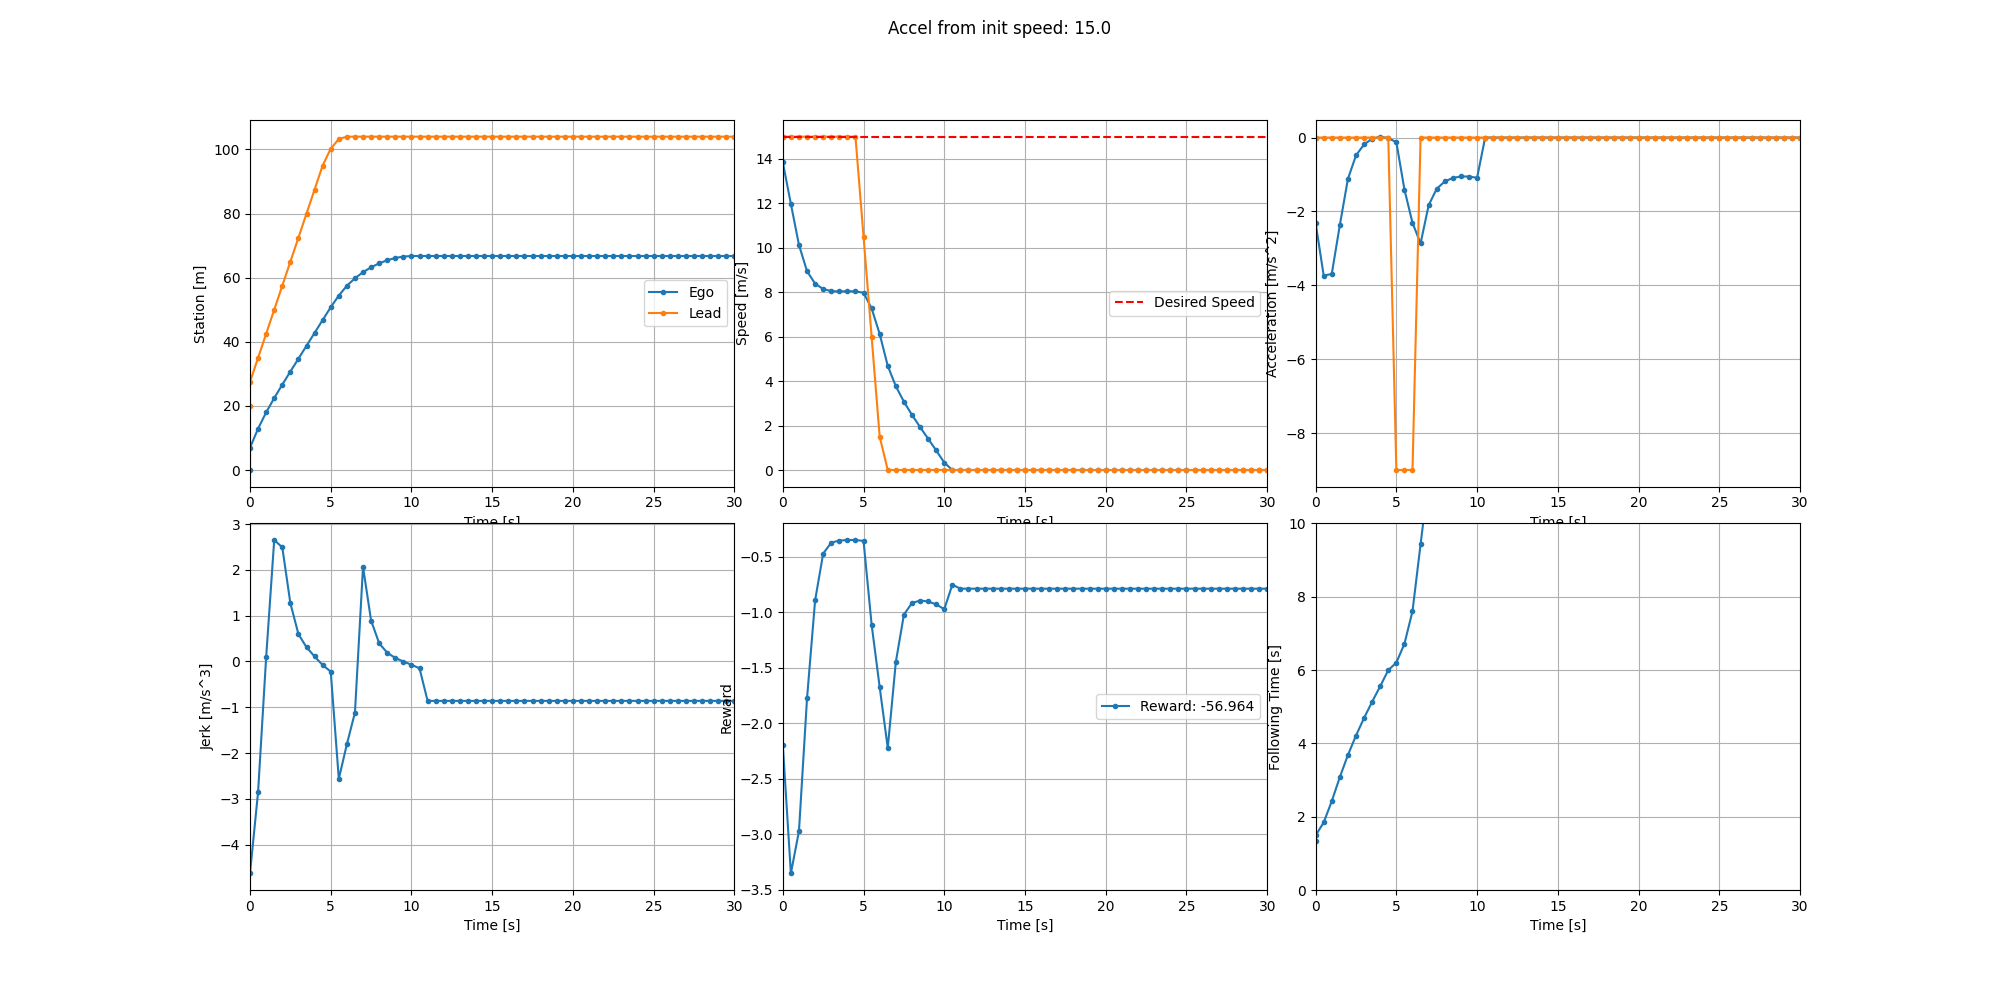 Accel from init speed: 15.0
Station [m]
100
80
60
40
20
0
0 5 10 15 20 25 30
Time [s]
Ego
Lead
Speed [m/s]
14
12
10
8
6
4
2
0
0 5 10 15 20 25 30
Time [s]
Desired Speed
Acceleration [m/s^2]
0
−2
−4
−6
−8
0 5 10 15 20 25 30
Time [s]
Jerk [m/s^3]
3
2
1
0
−1
−2
−3
−4
0 5 10 15 20 25 30
Time [s]
Reward
−0.5
−1.0
−1.5
−2.0
−2.5
−3.0
−3.5
0 5 10 15 20 25 30
Time [s]
Reward: -56.964
Following Time [s]
10
8
6
4
2
0
0 5 10 15 20 25 30
Time [s]